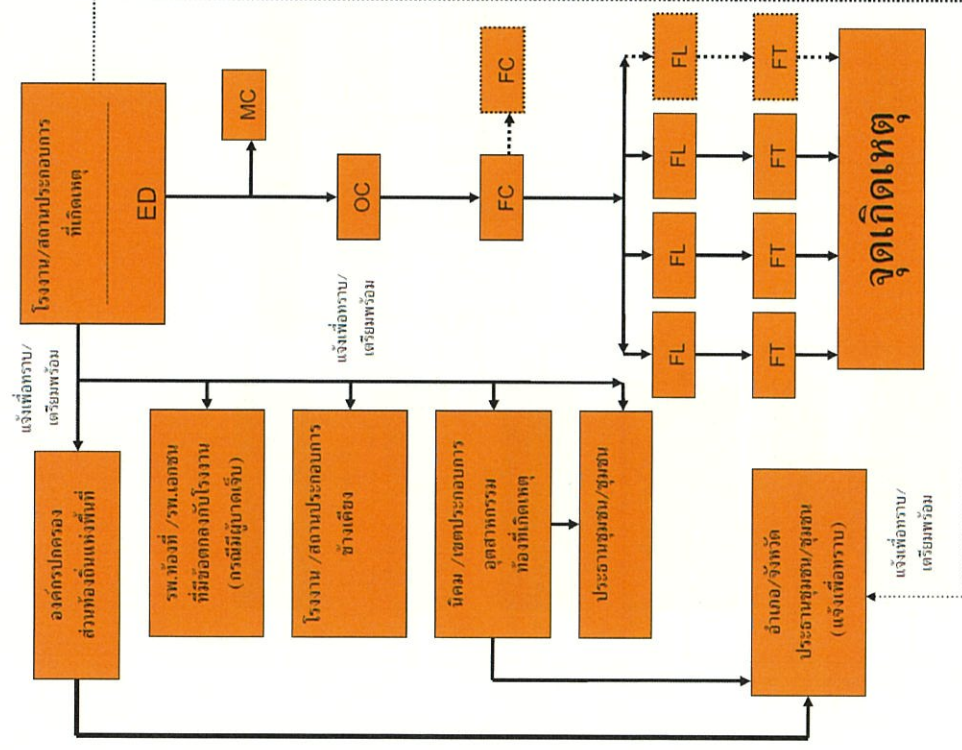 โรงงาน/สถานประกอบการ
ที่เกิดเหตุ
ED
MC
OC
FC
FC
FL
FL
FL
FL
FT
FT
FT
FT
จุดเกิดเหตุ
แจ้งเพื่อทราบ/
เตรียมพร้อม
แจ้งเพื่อทราบ/
เตรียมพร้อม
องค์กรปกครอง
ส่วนท้องถิ่นแห่งพื้นที่
รพ.ท้องที่ /รพ.เอกชน
ที่มีข้อตกลงกับโรงงาน
(กรณีมีผู้บาดเจ็บ)
โรงงาน /สถานประกอบการ
ข้างเคียง
นิคม /เขตประกอบการ
อุตสาหกรรม
ท้องที่เกิดเหตุ
ประธานชุมชน/ชุมชน
อำเภอ/จังหวัด
ประธานชุมชน/ชุมชน
(แจ้งเพื่อทราบ)
แจ้งเพื่อทราบ/
เตรียมพร้อม